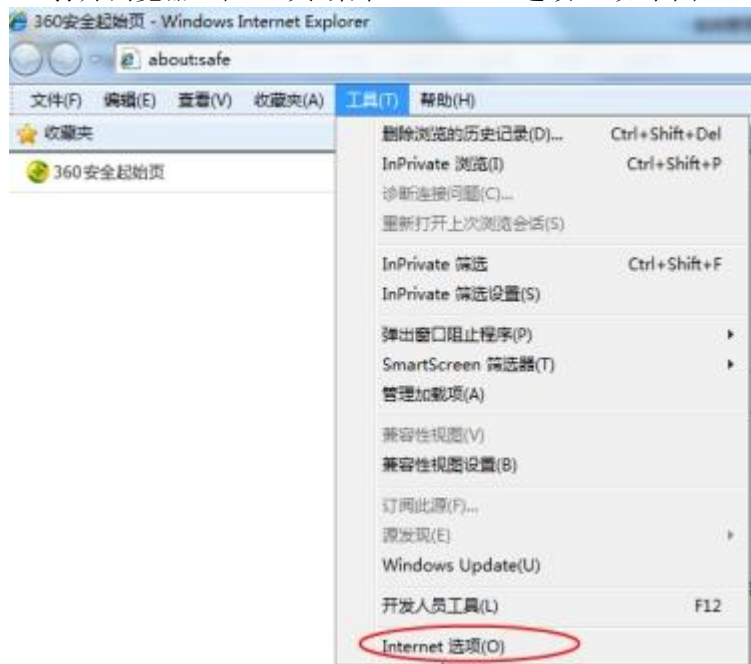 360安全起始页 - Windows Internet Explorer
about:safe
文件(F) 编辑(E) 查看(V) 收藏夹(A) 工具(T) 帮助(H)
收藏夹
360安全起始页
删除浏览的历史记录(D)... Ctrl+Shift+Del
InPrivate 浏览(I) Ctrl+Shift+P
诊断连接问题(C)...
重新打开上次浏览会话(S)
InPrivate 筛选 Ctrl+Shift+F
InPrivate 筛选设置(S)
弹出窗口阻止程序(P)
SmartScreen 筛选器(T)
管理加载项(A)
兼容性视图(V)
兼容性视图设置(B)
订阅此源(F)...
源发现(E)
Windows Update(U)
开发人员工具(L) F12
Internet 选项(O)